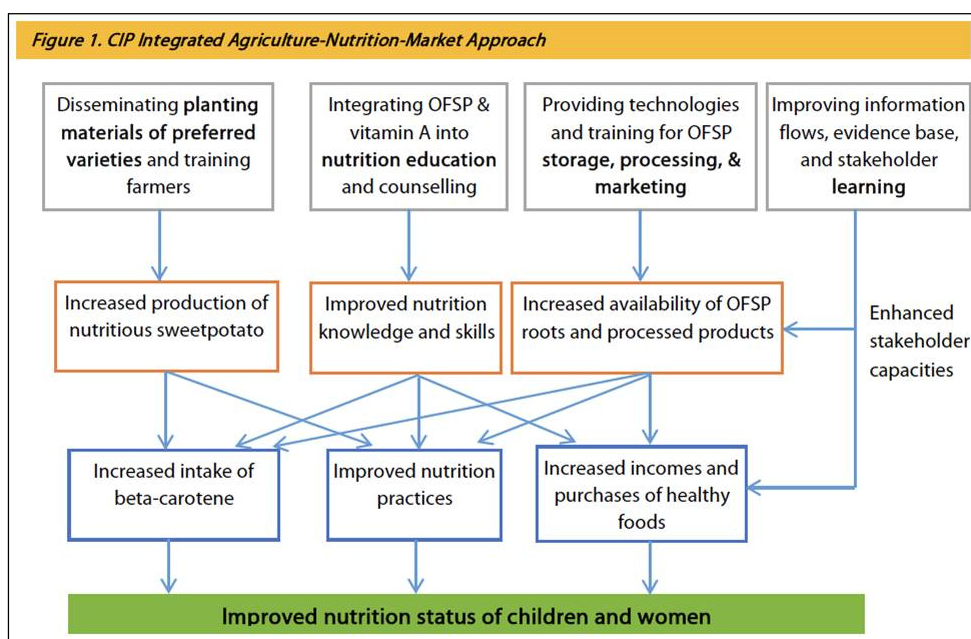 Figure 1. CIP Integrated Agriculture-Nutrition-Market Approach
Disseminating planting
materials of preferred
varieties and training
farmers
Integrating OFSP &
vitamin A into
nutrition education
and counselling
Providing technologies
and training for OFSP
storage, processing, &
marketing
Improving information
flows, evidence base,
and stakeholder
learning
Increased production of
nutritious sweetpotato
Improved nutrition
knowledge and skills
Increased availability of OFSP
roots and processed products
Enhanced
stakeholder
capacities
Increased intake of
beta-carotene
Improved nutrition
practices
Increased incomes and
purchases of healthy
foods
Improved nutrition status of children and women